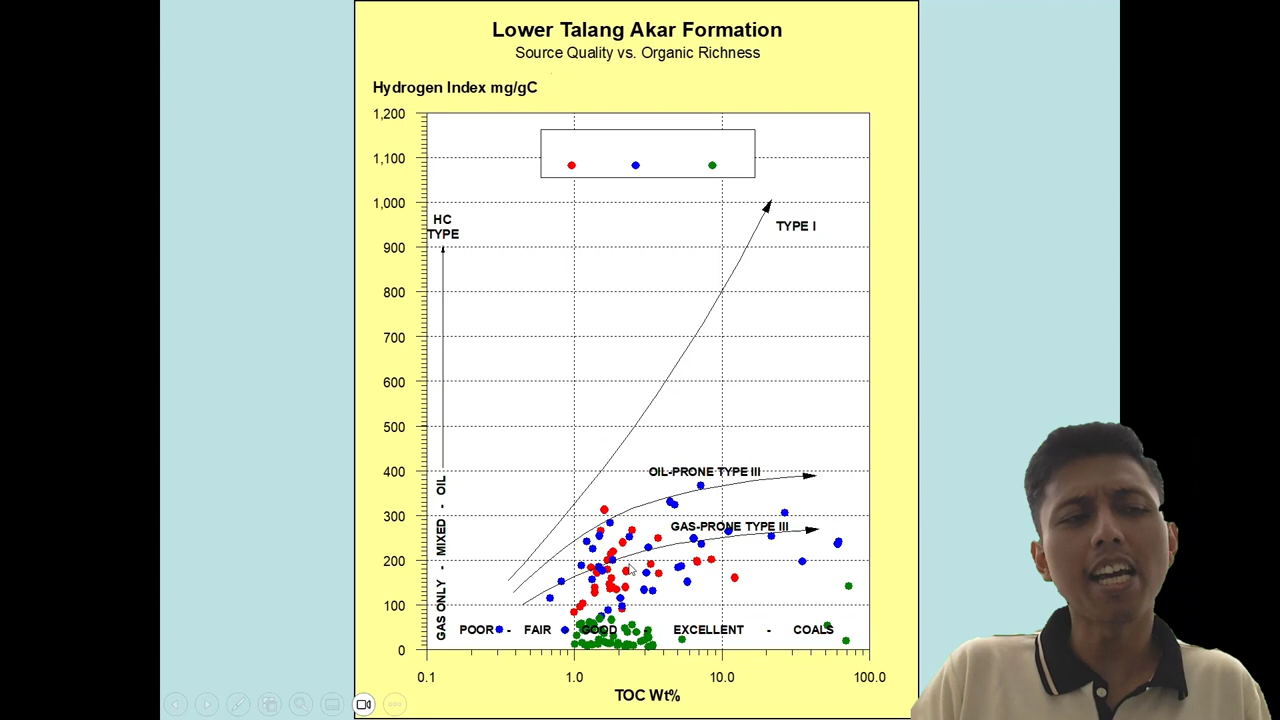 Lower Talang Akar Formation
Source Quality vs. Organic Richness
Hydrogen Index mg/gC
1,200
1,100
1,000
HC
TYPE
TYPE I
900
800
700
600
500
400
OIL-PRONE TYPE III
300
GAS-PRONE TYPE III
200
100
GAS ONLY - MIXED - OIL
POOR - FAIR - GOOD - EXCELLENT - COALS
0
0.1 1.0 10.0 100.0
TOC Wt%